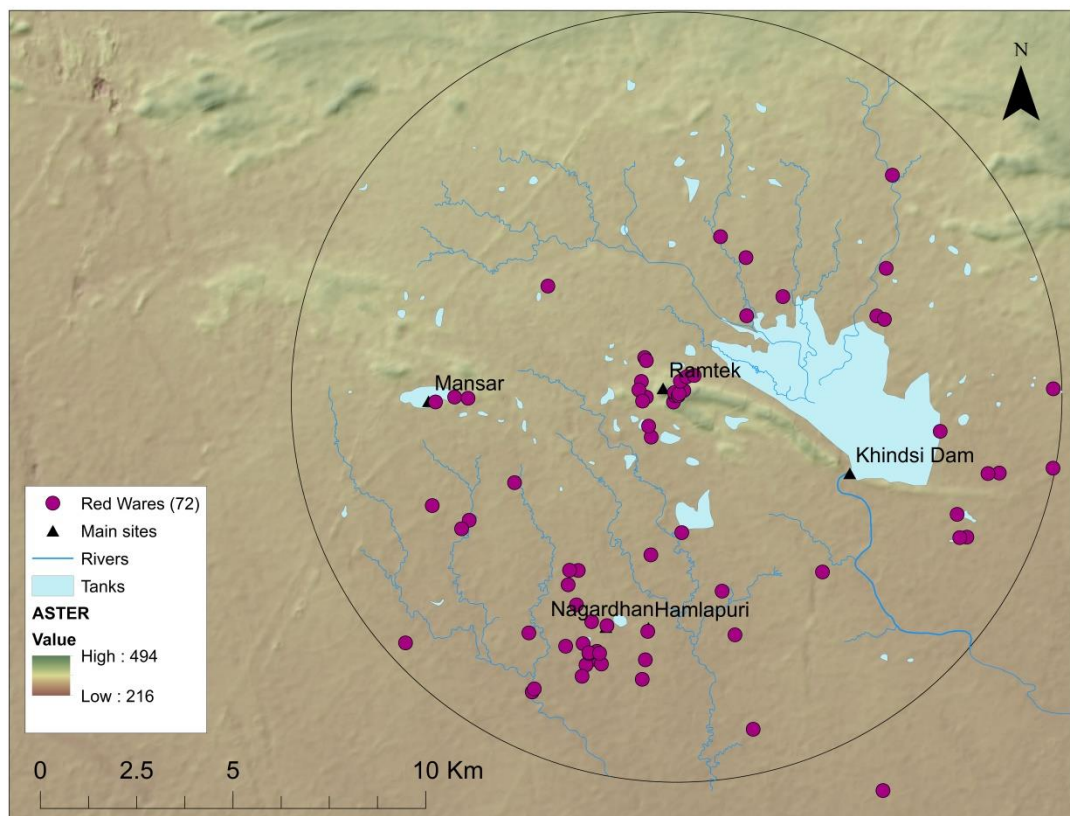 N
Ramtek
Mansar
Khindsi Dam
Nagardhan
Hamlapuri
Red Wares (72)
Main sites
Rivers
Tanks
ASTER
Value
High : 494
Low : 216
0 2.5 5 10 Km